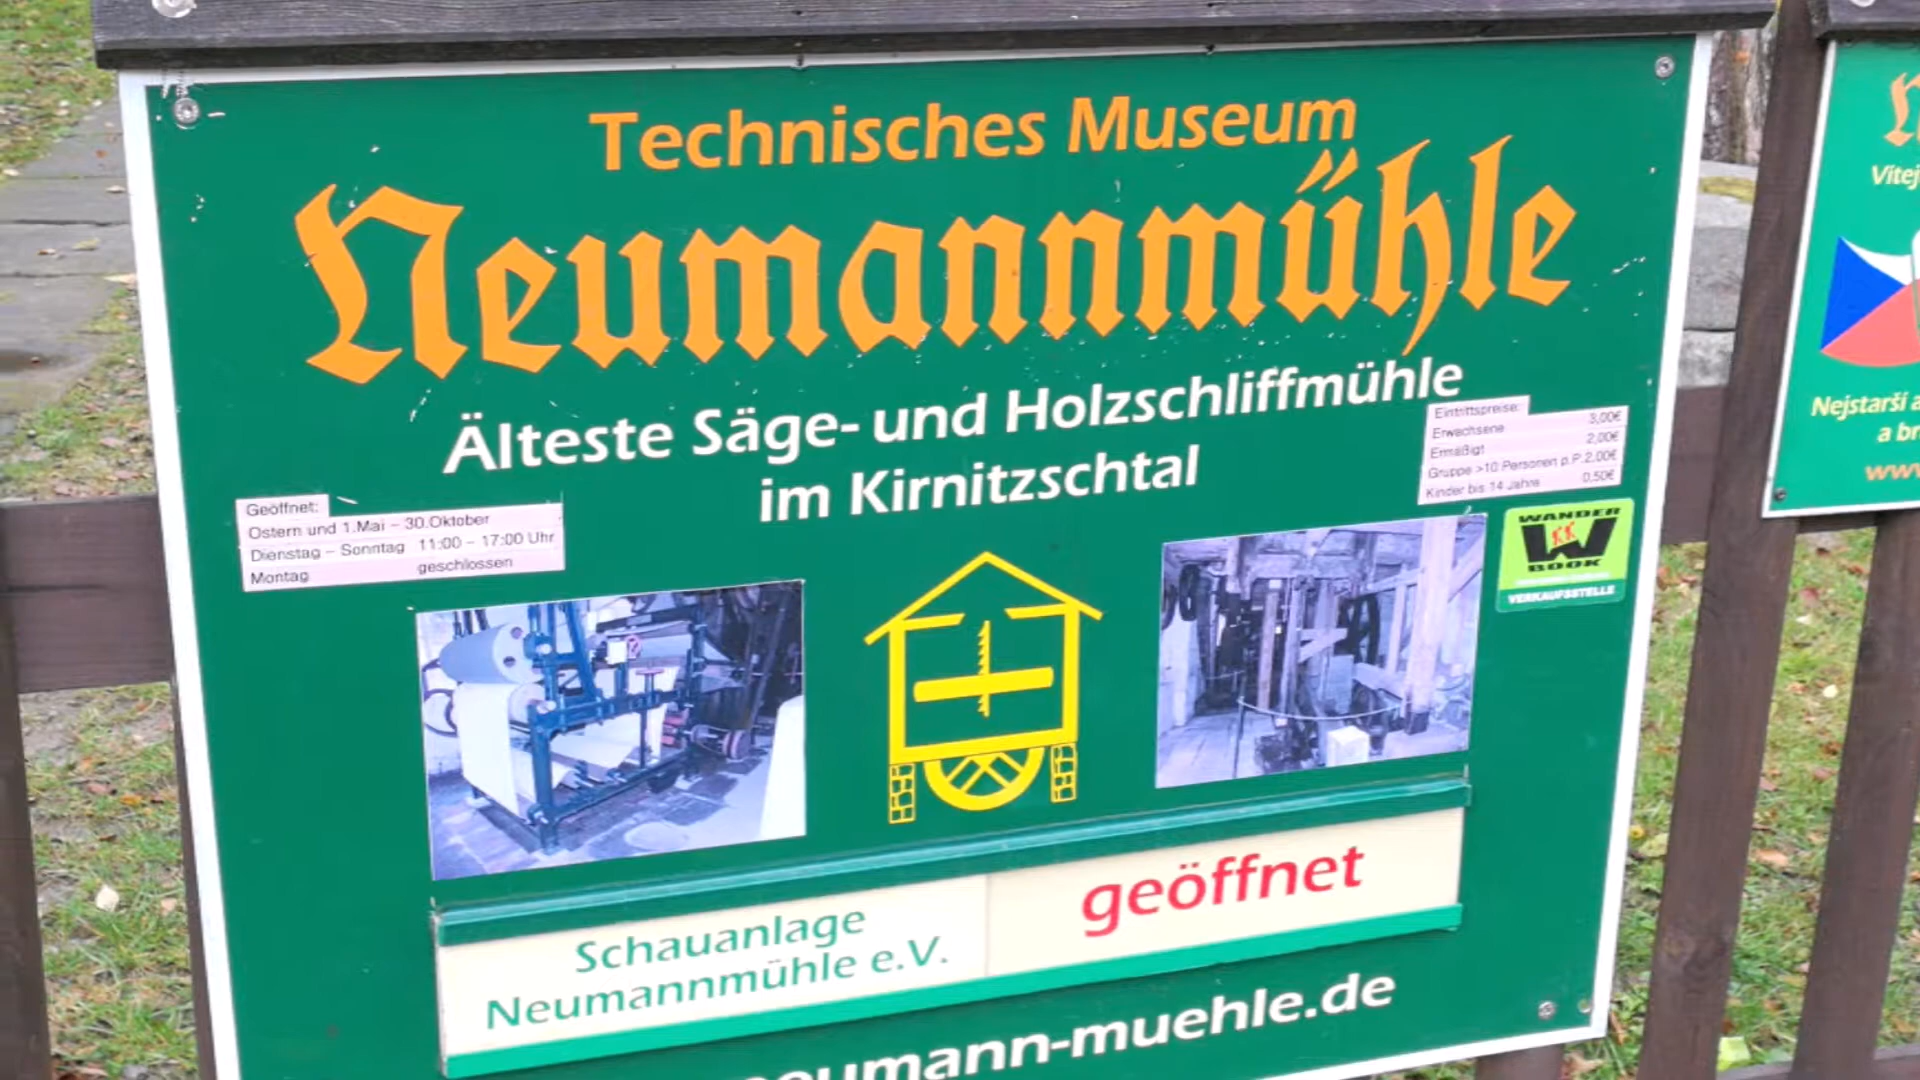 Technisches Museum
Neumannmühle
Älteste Säge- und Holzschliffmühle
im Kirnitzschtal
Geöffnet:
Ostern und 1.Mai – 30.Oktober
Dienstag – Sonntag 11:00 – 17:00 Uhr
Montag geschlossen
Eintrittspreise:
Erwachsene 3,00€
Ermäßigt 2,00€
Gruppe >10 Personen p.P. 2,00€
Kinder bis 14 Jahre 0,50€
WANDER
W
BOOK
VERKAUFSSTELLE
Schauanlage
Neumannmühle e.V.
geöffnet
neumann-muehle.de
Vítej
Nejstarší a
a br
www